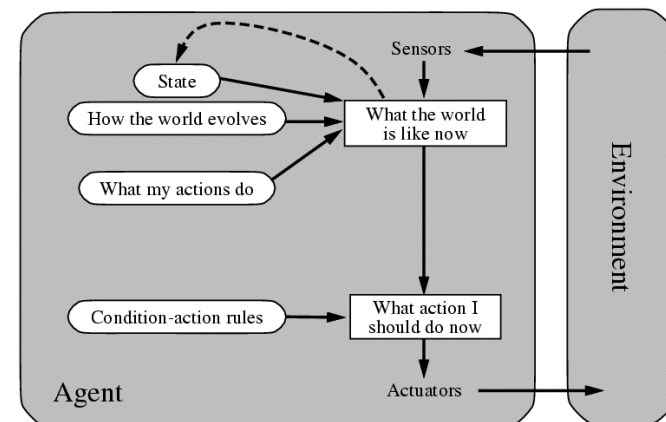 Sensors
State
What the world
is like now
How the world evolves
What my actions do
Environment
What action I
should do now
Condition-action rules
Agent
Actuators